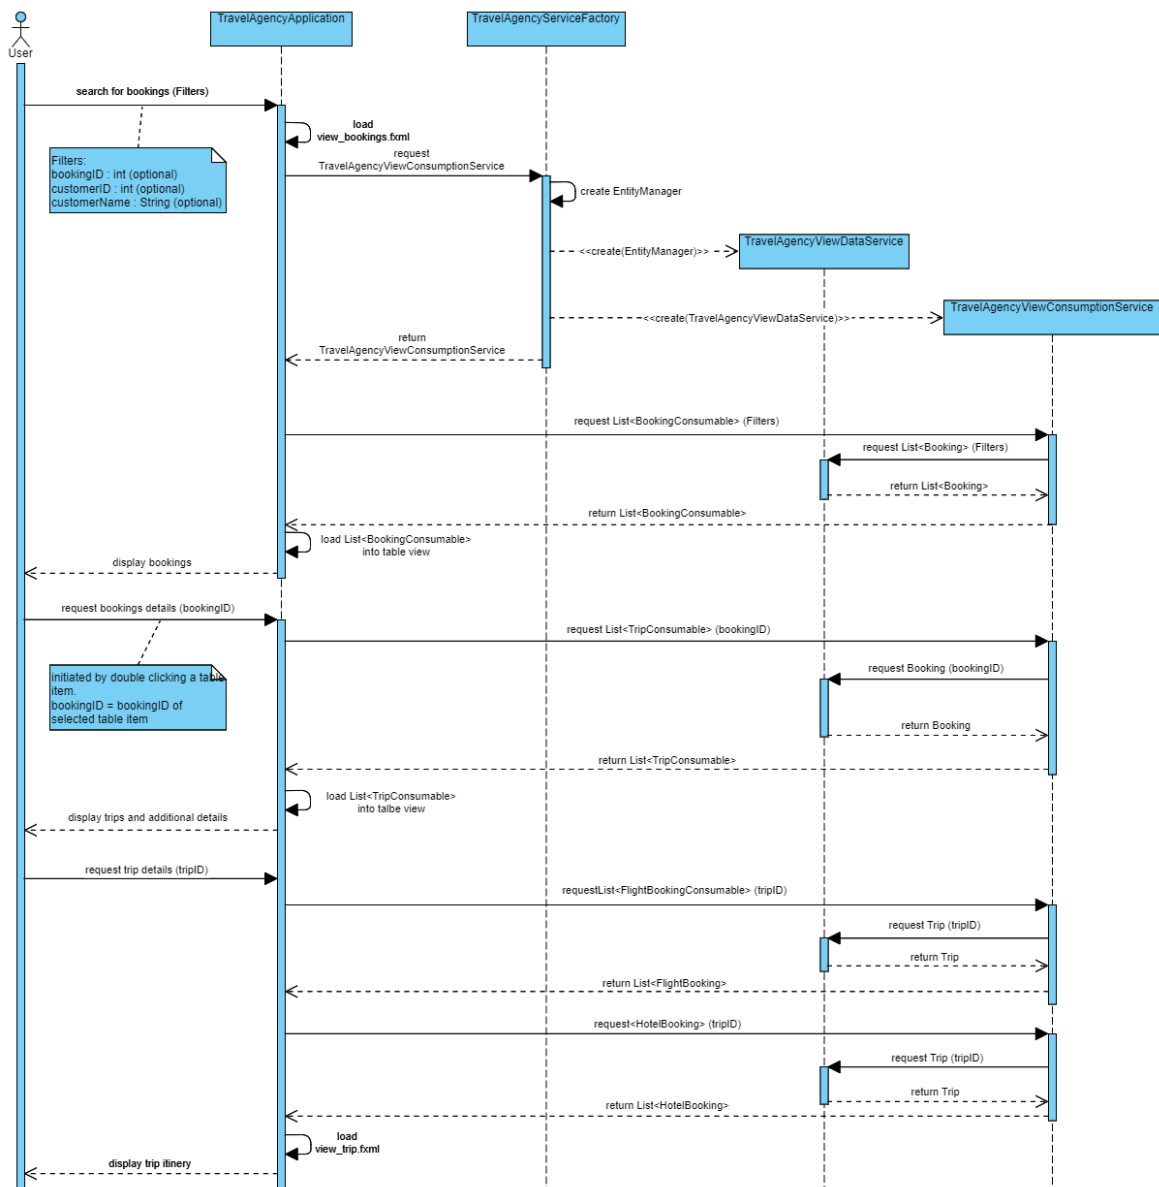 TravelAgencyApplication
TravelAgencyServiceFactory
User
search for bookings (Filters)
load
view_bookings.fxml
Filters:
bookingID : int (optional)
customerID : int (optional)
customerName : String (optional)
request
TravelAgencyViewConsumptionService
create EntityManager
<<create(EntityManager)>>
TravelAgencyViewDataService
<<create(TravelAgencyViewDataService)>>
TravelAgencyViewConsumptionService
return
TravelAgencyViewConsumptionService
request List<BookingConsumable> (Filters)
request List<Booking> (Filters)
return List<Booking>
return List<BookingConsumable>
load List<BookingConsumable>
into table view
display bookings
request bookings details (bookingID)
request List<TripConsumable> (bookingID)
initiated by double clicking a table
item.
bookingID = bookingID of
selected table item
request Booking (bookingID)
return Booking
return List<TripConsumable>
load List<TripConsumable>
into talbe view
display trips and additional details
request trip details (tripID)
requestList<FlightBookingConsumable> (tripID)
request Trip (tripID)
return Trip
return List<FlightBooking>
request<HotelBooking> (tripID)
request Trip (tripID)
return Trip
return List<HotelBooking>
load
view_trip.fxml
display trip itinery